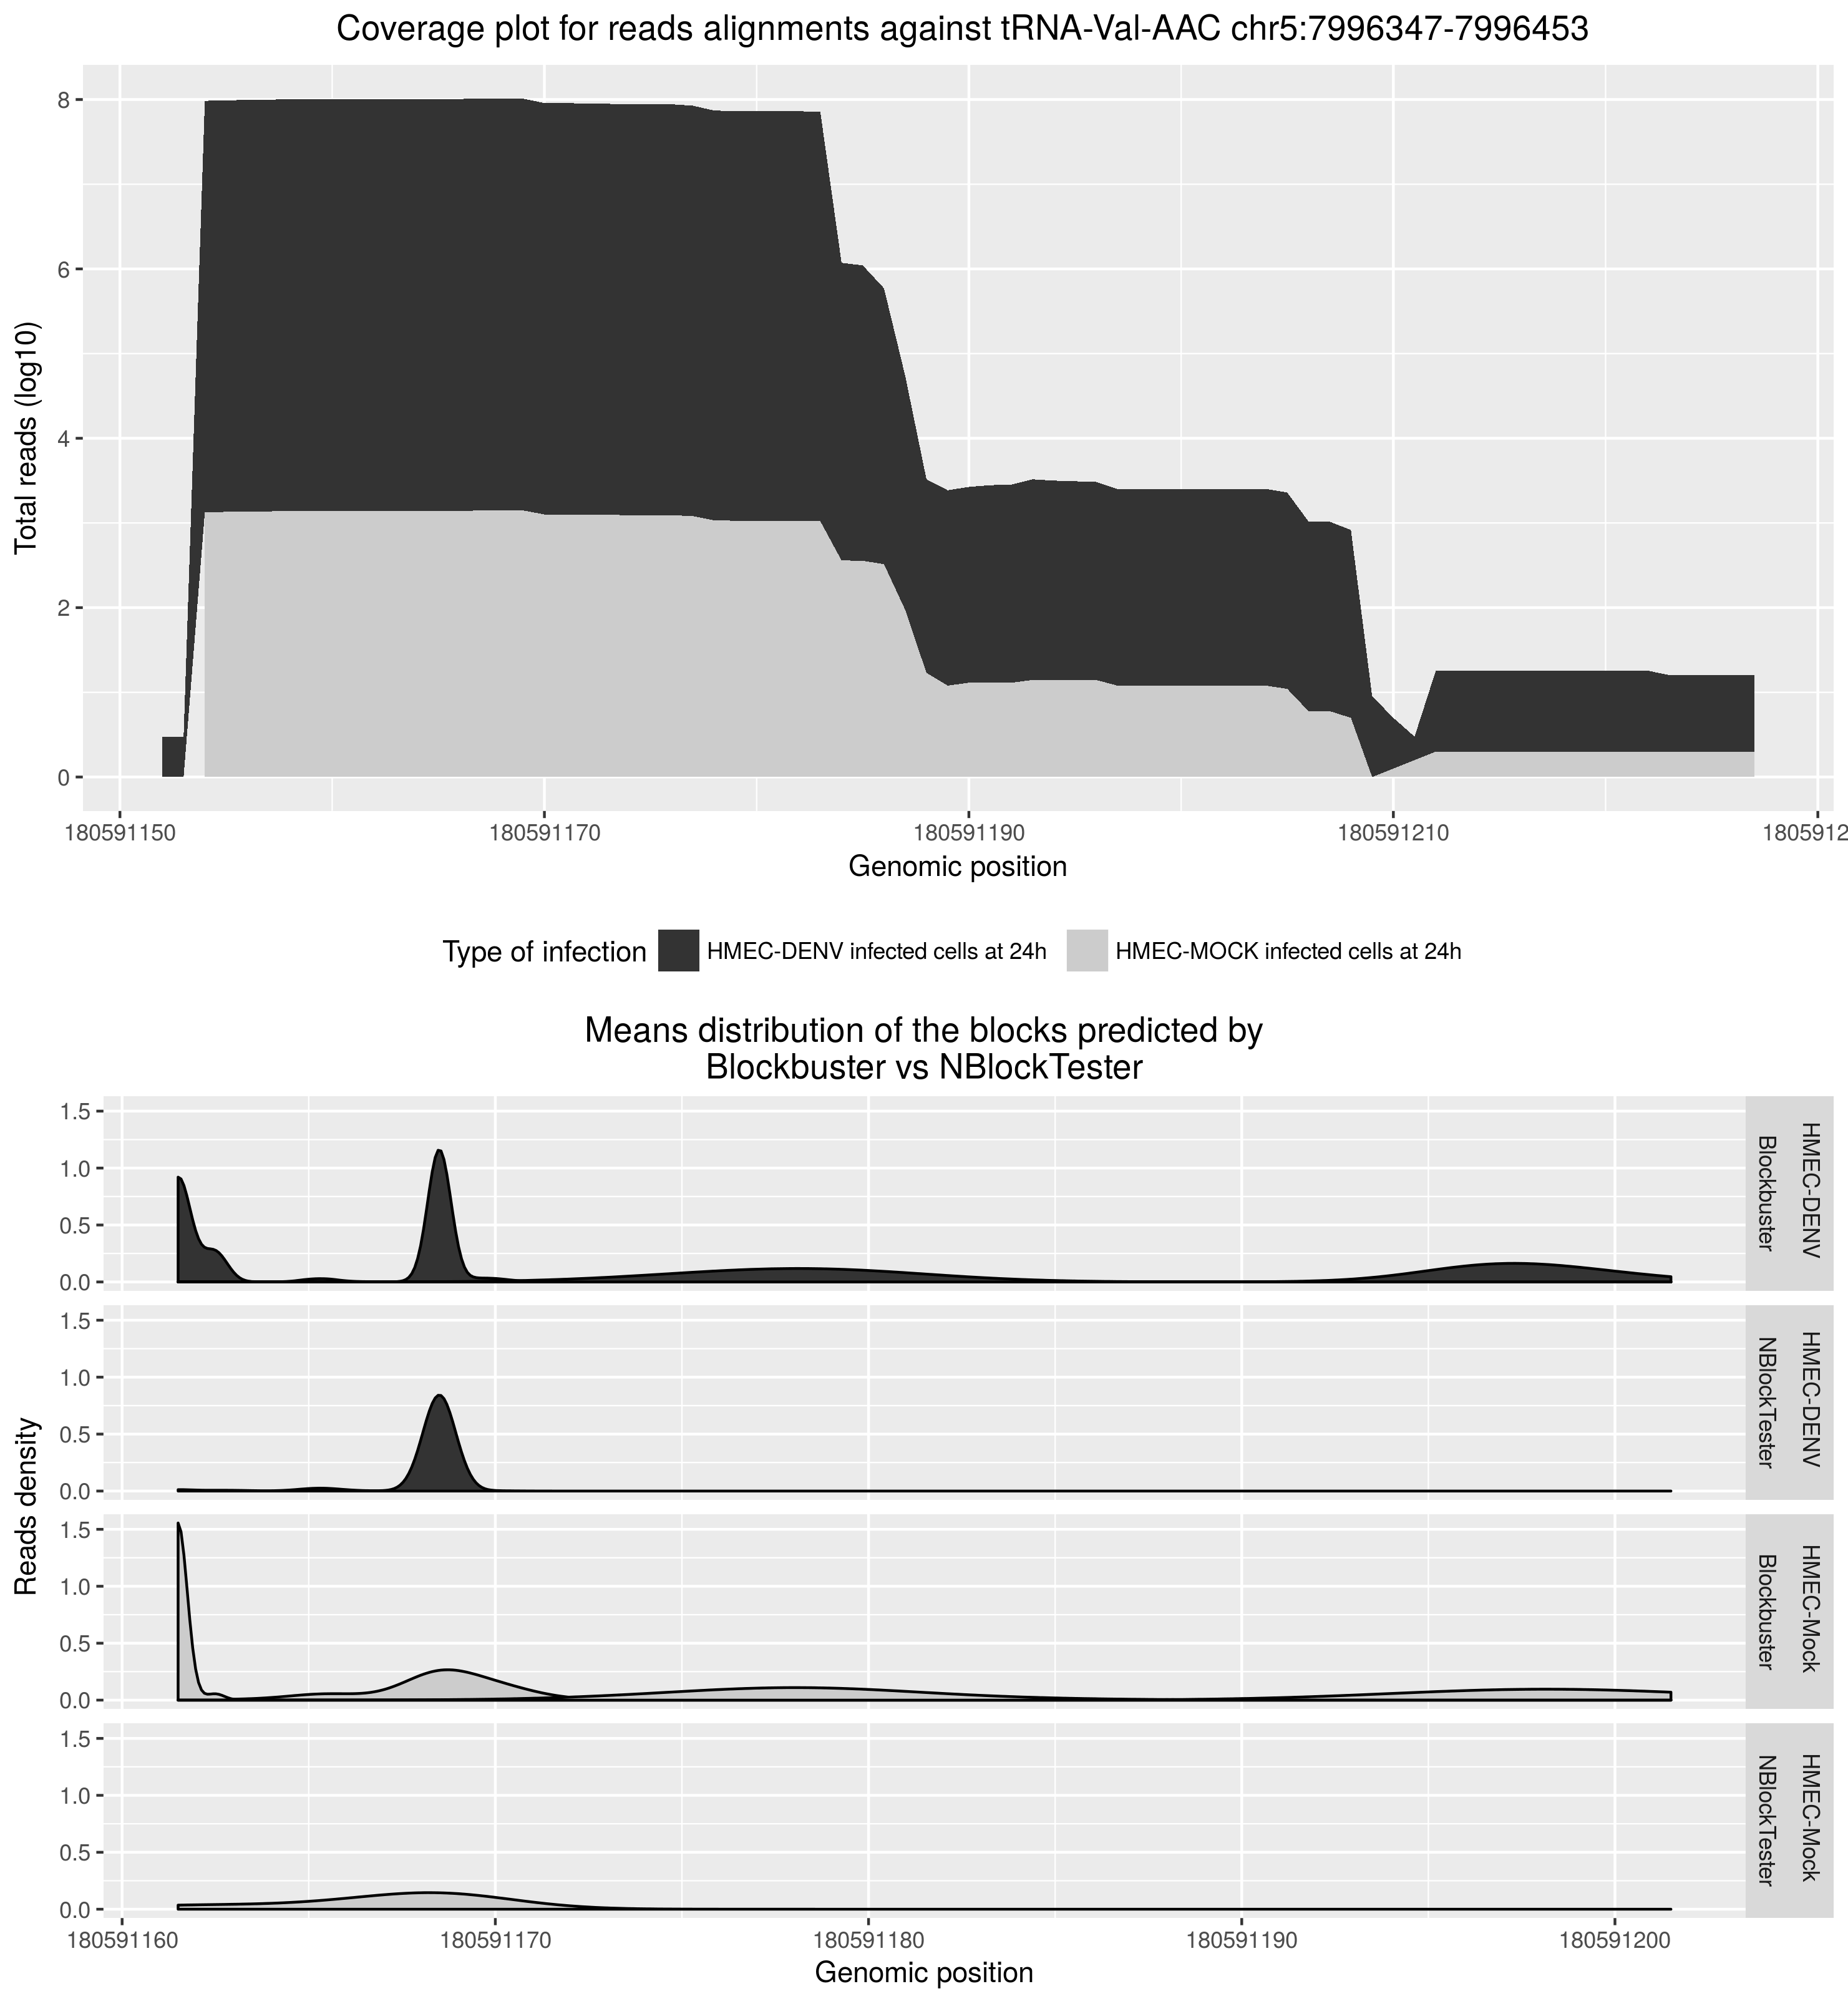 Coverage plot for reads alignments against tRNA-Val-AAC chr5:7996347-7996453
Total reads (log10)
8
6
4
2
0
180591150 180591170 180591190 180591210 1805912
Genomic position
Type of infection HMEC-DENV infected cells at 24h HMEC-MOCK infected cells at 24h
Means distribution of the blocks predicted by
Blockbuster vs NBlockTester
Reads density
1.5
1.0
0.5
0.0
HMEC-DENV
Blockbuster
1.5
1.0
0.5
0.0
HMEC-DENV
NBlockTester
1.5
1.0
0.5
0.0
HMEC-Mock
Blockbuster
1.5
1.0
0.5
0.0
HMEC-Mock
NBlockTester
180591160 180591170 180591180 180591190 180591200
Genomic position